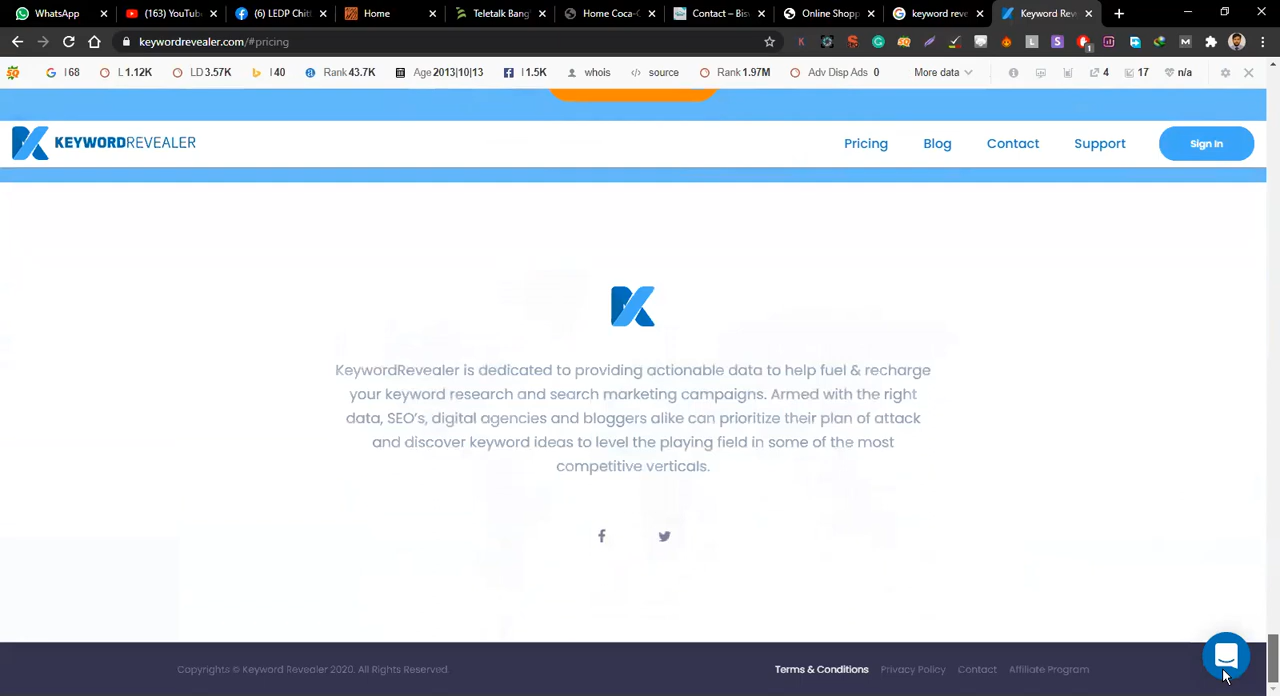 WhatsApp
(163) YouTube
(6) LEDP Chitt
Home
Teletalk Bang
Home Coca-C
Contact – Bis
Online Shopp
keyword reve
Keyword Rev
keywordrevealer.com/#pricing
I 68
L 1.12K
LD 3.57K
I 40
Rank 43.7K
Age 2013|10|13
I 1.5K
whois
source
Rank 1.97M
Adv Disp Ads 0
More data
4
17
n/a
KEYWORDREVEALER
Pricing
Blog
Contact
Support
Sign In
KeywordRevealer is dedicated to providing actionable data to help fuel & recharge
your keyword research and search marketing campaigns. Armed with the right
data, SEO's, digital agencies and bloggers alike can prioritize their plan of attack
and discover keyword ideas to level the playing field in some of the most
competitive verticals.
Copyrights © Keyword Revealer 2020. All Rights Reserved.
Terms & Conditions
Privacy Policy
Contact
Affiliate Program